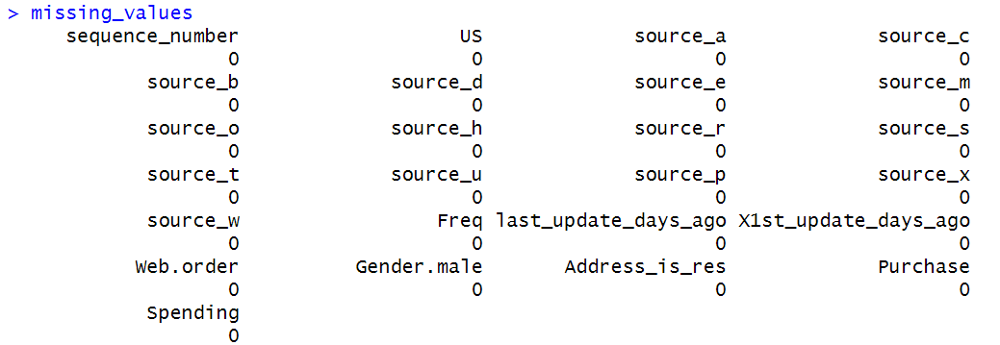 > missing_values
sequence_number US source_a source_c
0 0 0 0
source_b source_d source_e source_m
0 0 0 0
source_o source_h source_r source_s
0 0 0 0
source_t source_u source_p source_x
0 0 0 0
source_w Freq last_update_days_ago X1st_update_days_ago
0 0 0 0
Web.order Gender.male Address_is_res Purchase
0 0 0 0
Spending
0